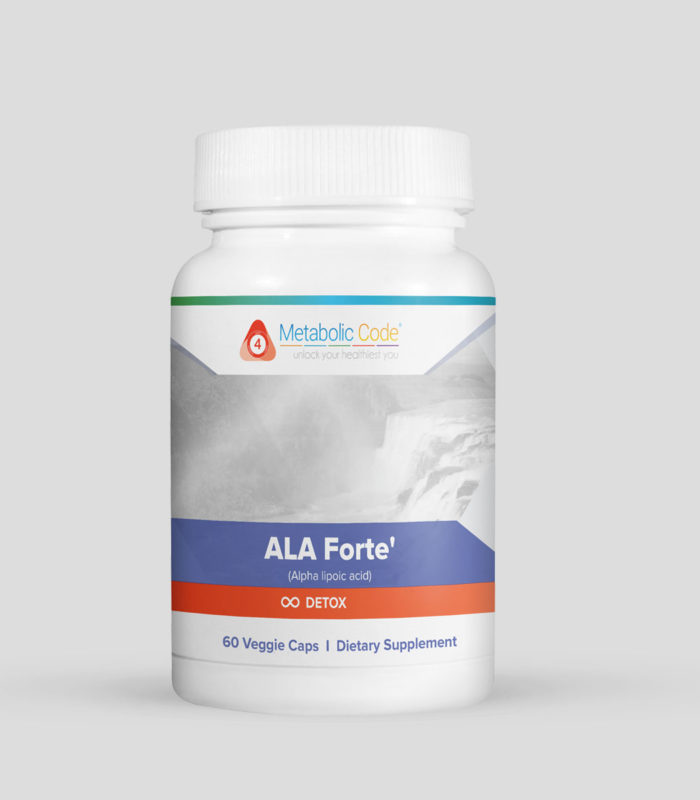 4
Metabolic Code®
unlock your healthiest you
ALA Forte'
(Alpha lipoic acid)
∞ DETOX
60 Veggie Caps | Dietary Supplement